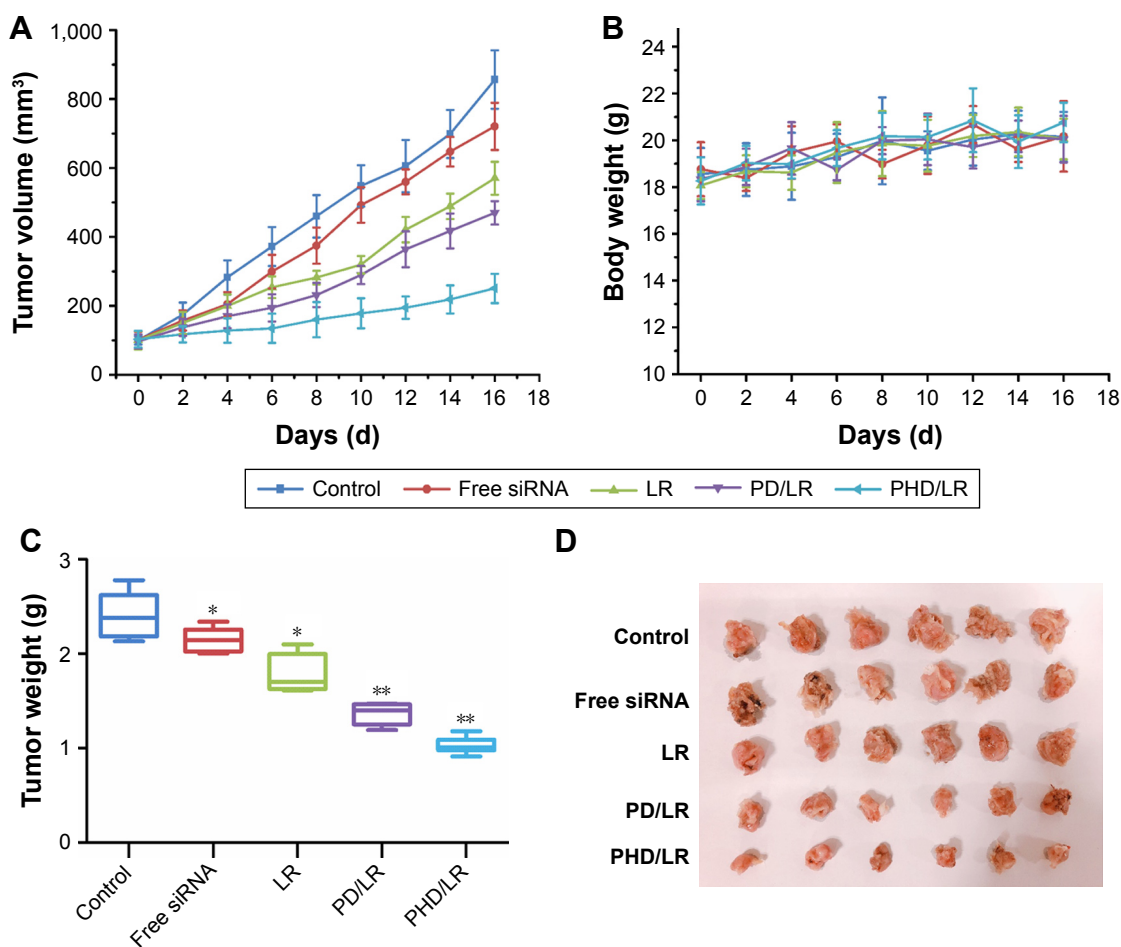 A
1,000
800
600
400
200
0
Tumor volume (mm³)
0 2 4 6 8 10 12 14 16 18
Days (d)
B
24
22
20
18
16
14
12
10
Body weight (g)
0 2 4 6 8 10 12 14 16 18
Days (d)
Control Free siRNA LR PD/LR PHD/LR
C
3
2
1
0
Tumor weight (g)
*
*
**
**
Control
Free siRNA
LR
PD/LR
PHD/LR
D
Control
Free siRNA
LR
PD/LR
PHD/LR